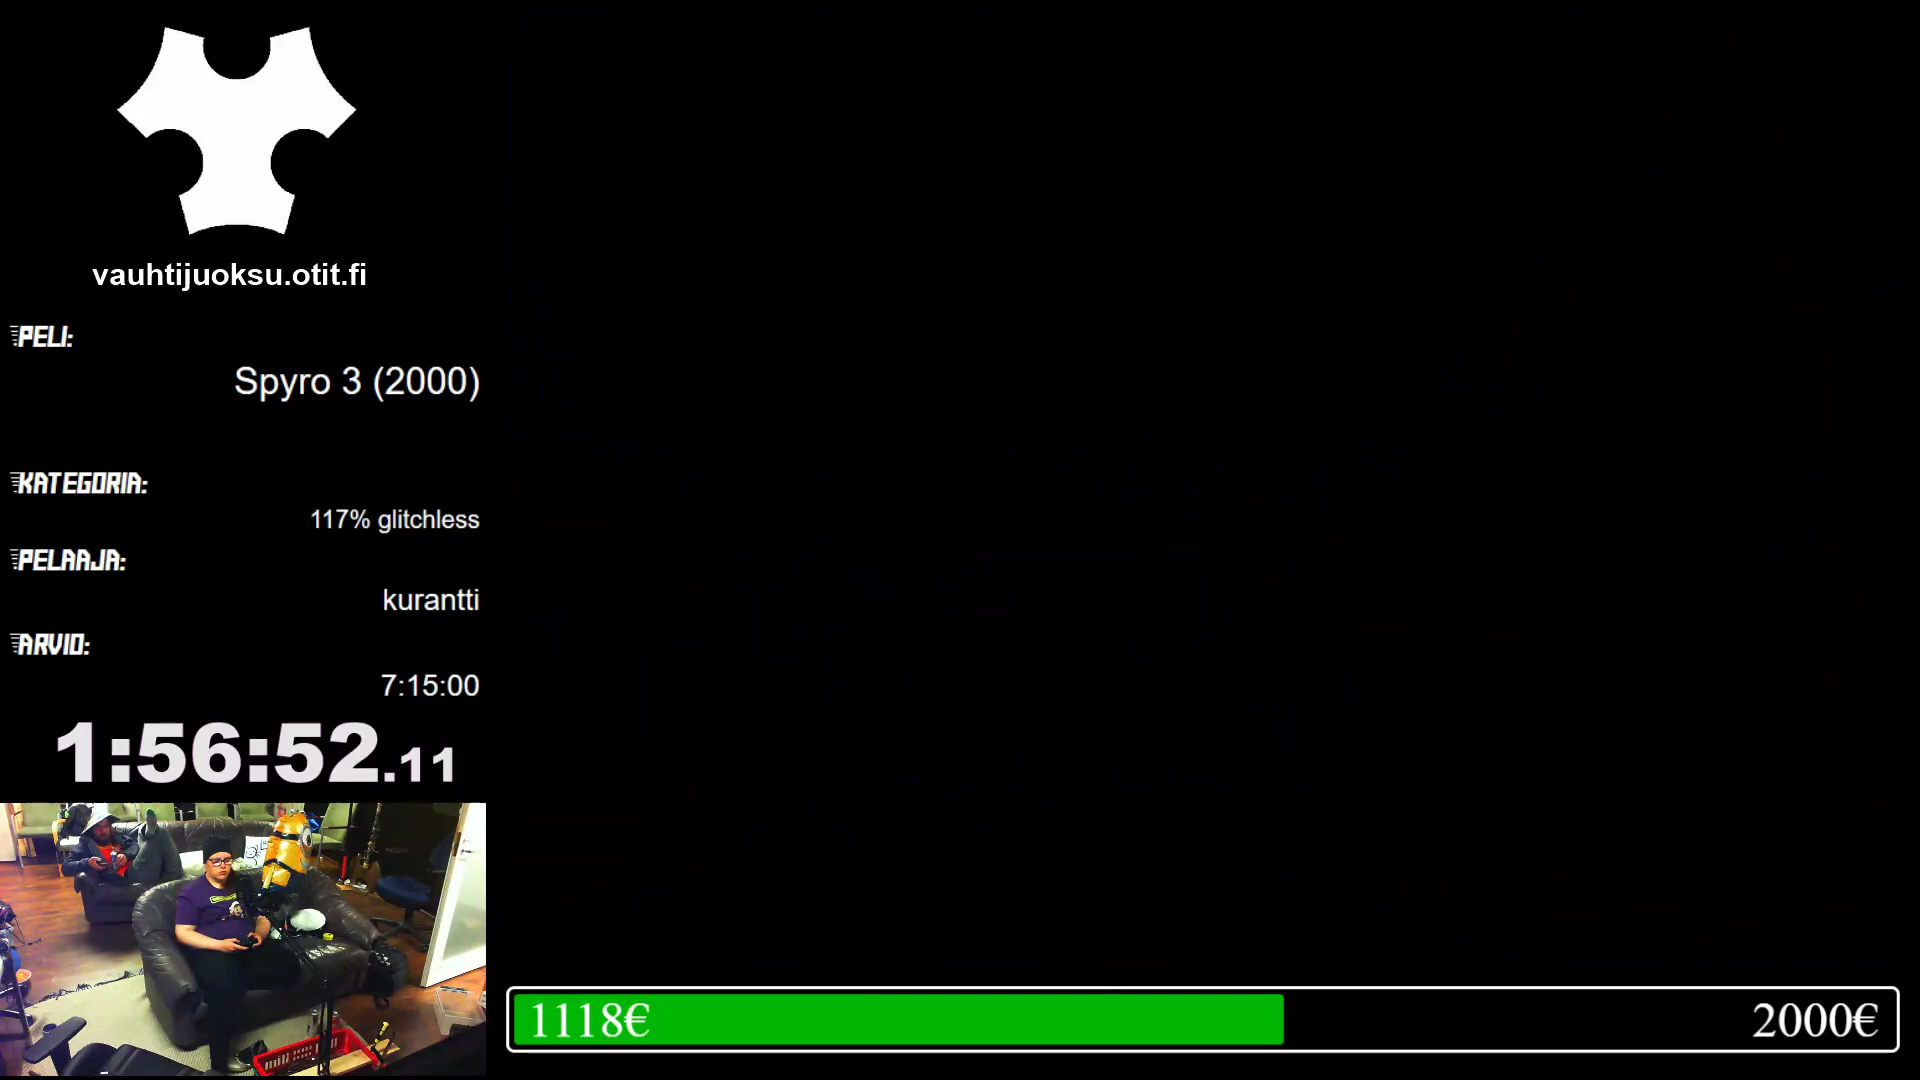 vauhtijuoksu.otit.fi
PELI:
Spyro 3 (2000)
KATEGORIA:
117% glitchless
PELAAJA:
kurantti
ARVIO:
7:15:00
1:56:52.11
1118€ 2000€